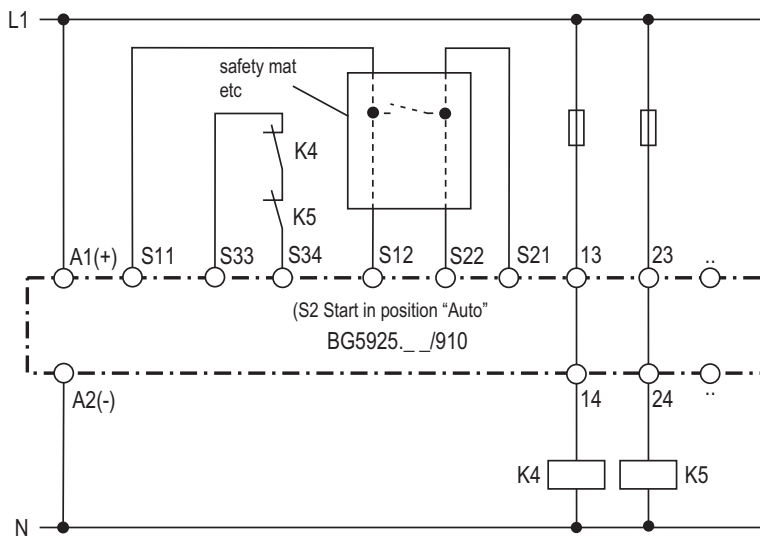 L1
safety mat
etc
K4
K5
A1(+) S11 S33 S34 S12 S22 S21 13 23 ..
(S2 Start in position “Auto”
BG5925._ _/910
A2(-) 14 24 ..
K4 K5
N